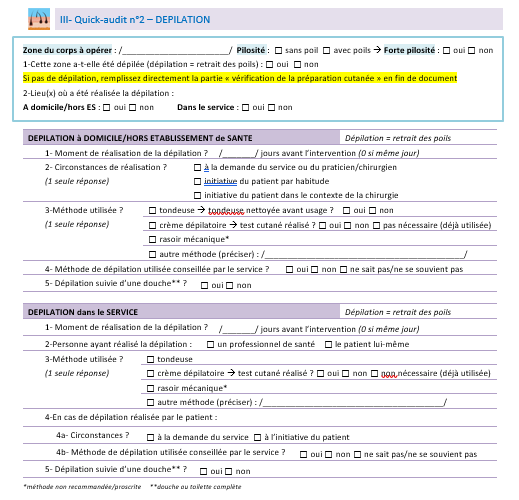 III- Quick-audit n°2 – DEPILATION
Zone du corps à opérer : /________________________/ Pilosité : ☐ sans poil ☐ avec poils → Forte pilosité : ☐ oui ☐ non
1-Cette zone a-t-elle été dépilée (dépilation = retrait des poils) : ☐ oui ☐ non
Si pas de dépilation, remplissez directement la partie « vérification de la préparation cutanée » en fin de document
2-Lieu(x) où a été réalisée la dépilation :
A domicile/hors ES : ☐ oui ☐ non Dans le service : ☐ oui ☐ non
DEPILATION à DOMICILE/HORS ETABLISSEMENT de SANTE Dépilation = retrait des poils
1- Moment de réalisation de la dépilation ? /_______/ jours avant l'intervention (0 si même jour)
2- Circonstances de réalisation ? ☐ à la demande du service ou du praticien/chirurgien
(1 seule réponse) ☐ initiative du patient par habitude
☐ initiative du patient dans le contexte de la chirurgie
3-Méthode utilisée ? ☐ tondeuse → tondeuse nettoyée avant usage ? ☐ oui ☐ non
(1 seule réponse) ☐ crème dépilatoire → test cutané réalisé ? ☐ oui ☐ non ☐ pas nécessaire (déjà utilisée)
☐ rasoir mécanique*
☐ autre méthode (préciser) : /____________________________________________/
4- Méthode de dépilation utilisée conseillée par le service ? ☐ oui ☐ non ☐ ne sait pas/ne se souvient pas
5- Dépilation suivie d'une douche** ? ☐ oui ☐ non
DEPILATION dans le SERVICE Dépilation = retrait des poils
1- Moment de réalisation de la dépilation ? /_______/ jours avant l'intervention (0 si même jour)
2-Personne ayant réalisé la dépilation : ☐ un professionnel de santé ☐ le patient lui-même
3-Méthode utilisée ? ☐ tondeuse
(1 seule réponse) ☐ crème dépilatoire → test cutané réalisé ? ☐ oui ☐ non ☐ non nécessaire (déjà utilisée)
☐ rasoir mécanique*
☐ autre méthode (préciser) : /________________________________________/
4-En cas de dépilation réalisée par le patient :
4a- Circonstances ? ☐ à la demande du service ☐ à l'initiative du patient
4b- Méthode de dépilation utilisée conseillée par le service ? ☐ oui ☐ non ☐ ne sait pas/ne se souvient pas
5- Dépilation suivie d'une douche** ? ☐ oui ☐ non
*méthode non recommandée/proscrite **douche ou toilette complète